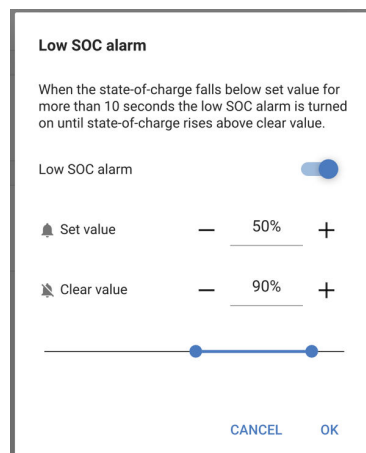 Low SOC alarm
When the state-of-charge falls below set value for
more than 10 seconds the low SOC alarm is turned
on until state-of-charge rises above clear value.
Low SOC alarm
Set value — 50% +
Clear value — 90% +
CANCEL OK